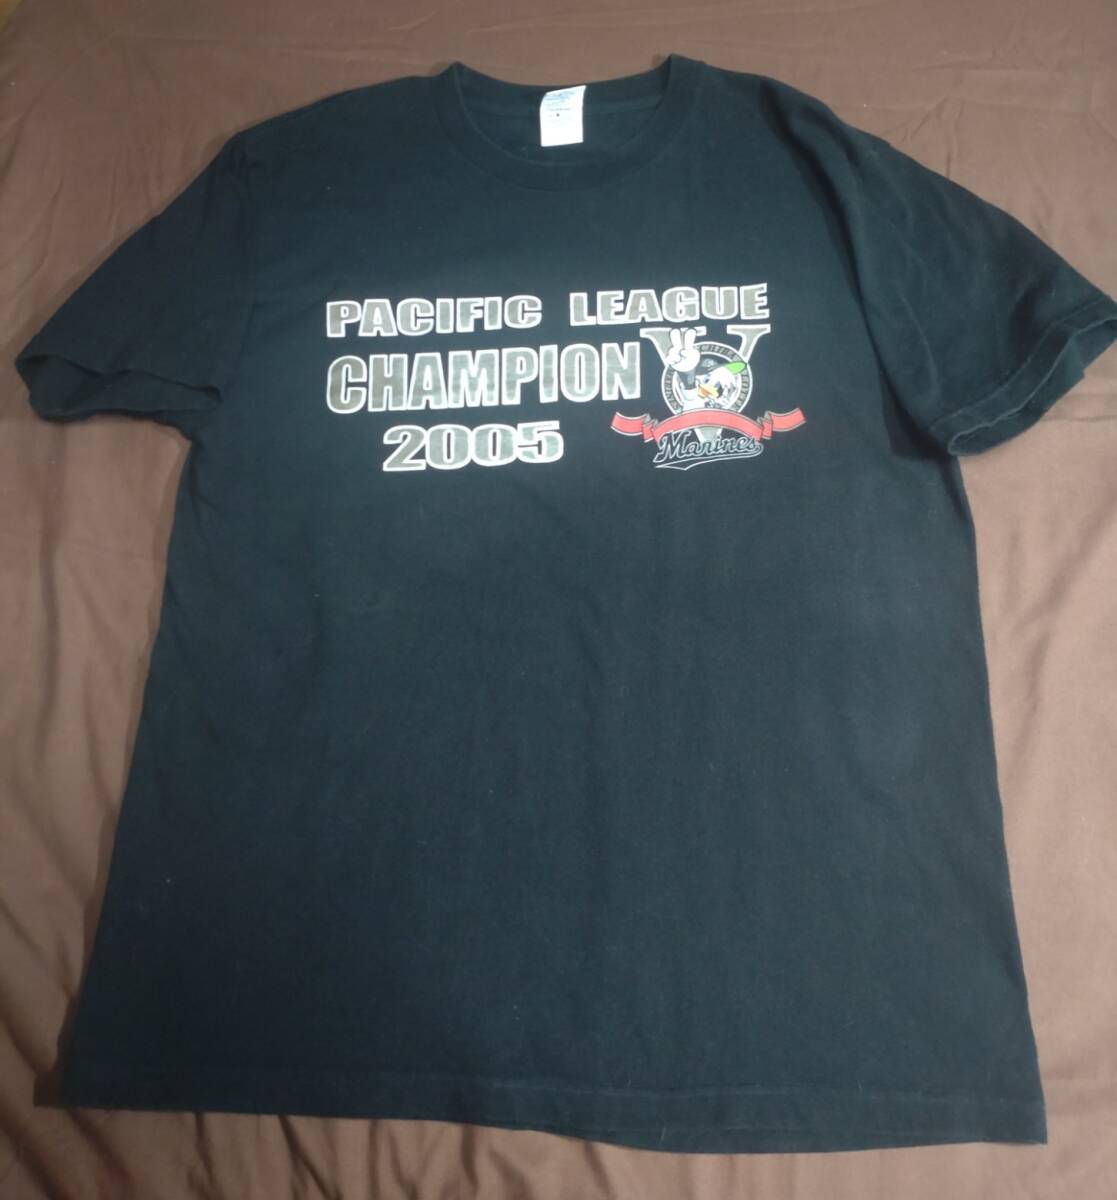 PACIFIC LEAGUE
CHAMPION
2005
V
Marines